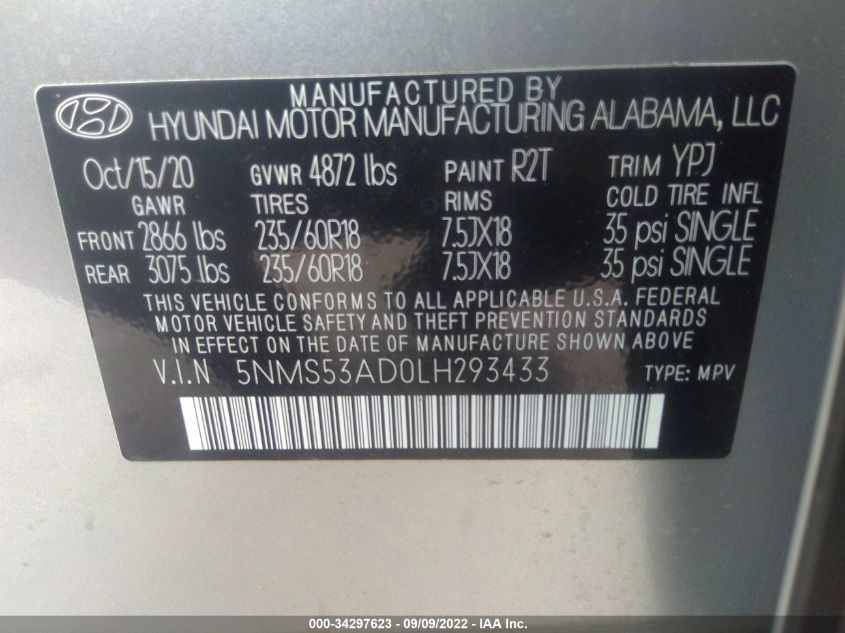 MANUFACTURED BY
HYUNDAI MOTOR MANUFACTURING ALABAMA, LLC
Oct/15/20 GVWR 4872 lbs PAINT R2T TRIM YPJ
GAWR TIRES RIMS COLD TIRE INFL
FRONT 2866 lbs 235/60R18 7.5JX18 35 psi SINGLE
REAR 3075 lbs 235/60R18 7.5JX18 35 psi SINGLE
THIS VEHICLE CONFORMS TO ALL APPLICABLE U.S.A. FEDERAL
MOTOR VEHICLE SAFETY AND THEFT PREVENTION STANDARDS
IN EFFECT ON THE DATE OF MANUFACTURE SHOWN ABOVE
V.I.N 5NMS53AD0LH293433 TYPE: MPV
000-34297623 - 09/09/2022 - IAA Inc.